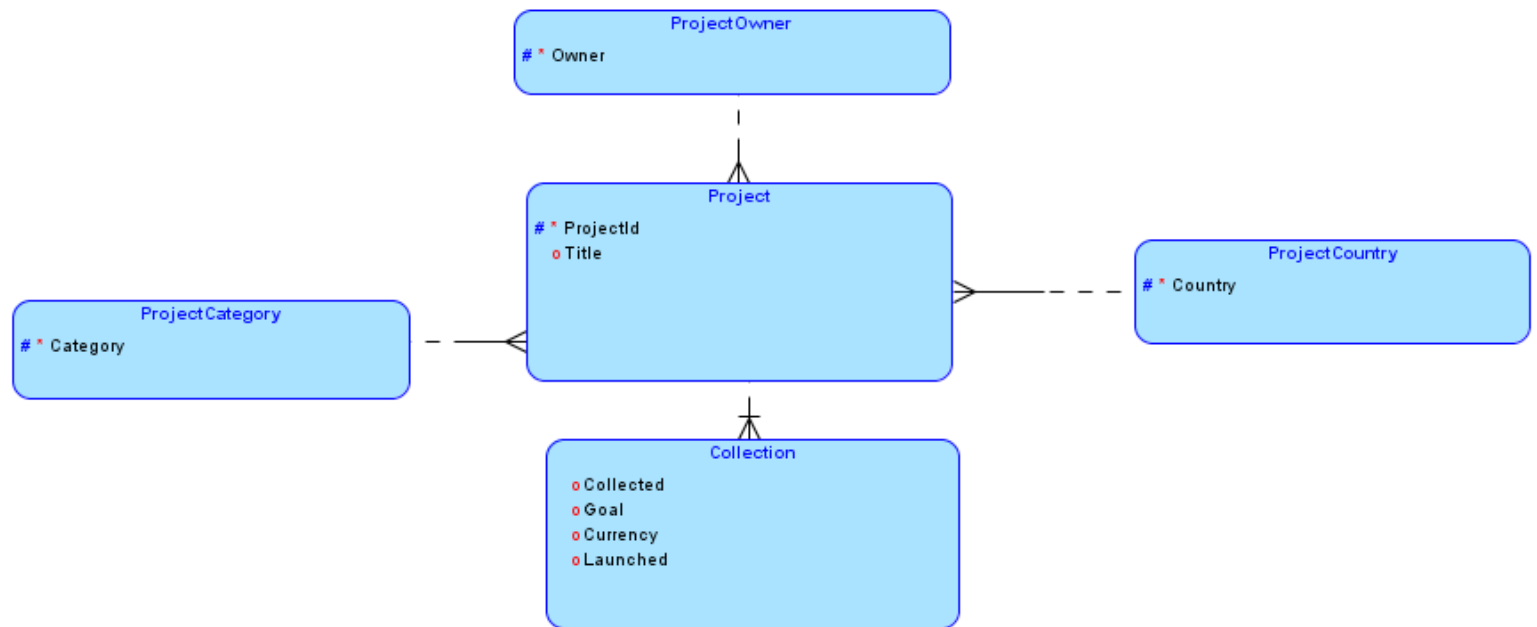 ProjectOwner
# * Owner
Project
# * ProjectId
o Title
ProjectCountry
# * Country
ProjectCategory
# * Category
Collection
o Collected
o Goal
o Currency
o Launched